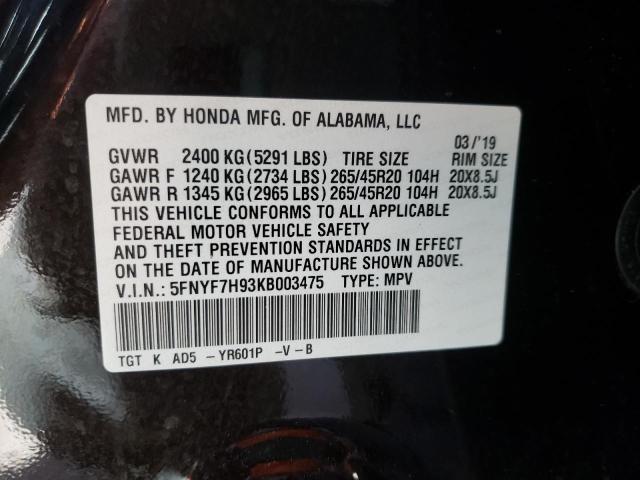 MFD. BY HONDA MFG. OF ALABAMA, LLC
03/'19
GVWR 2400 KG(5291 LBS) TIRE SIZE RIM SIZE
GAWR F 1240 KG(2734 LBS) 265/45R20 104H 20X8.5J
GAWR R 1345 KG(2965 LBS) 265/45R20 104H 20X8.5J
THIS VEHICLE CONFORMS TO ALL APPLICABLE
FEDERAL MOTOR VEHICLE SAFETY
AND THEFT PREVENTION STANDARDS IN EFFECT
ON THE DATE OF MANUFACTURE SHOWN ABOVE.
V.I.N.: 5FNYF7H93KB003475 TYPE: MPV
TGT K AD5 -YR601P -V-B